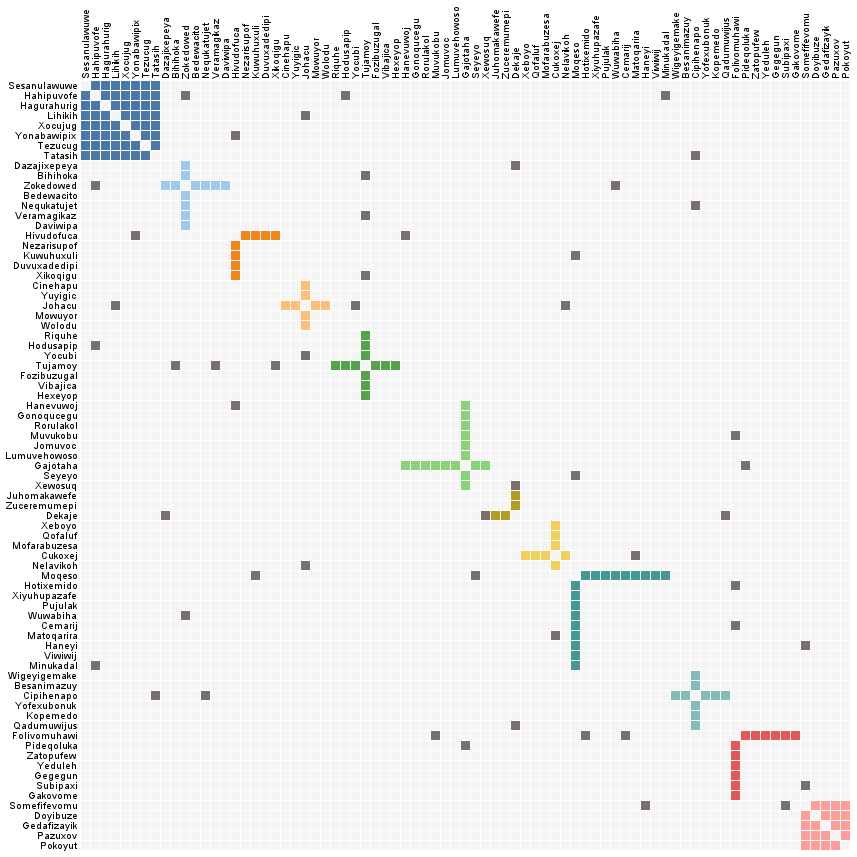 Sesanulawuwe
Hahipuvofe
Hagurahurig
Lihikih
Xocujug
Yonabawipix
Tezucug
Tatasih
Dazajixepeya
Bihihoka
Zokedowed
Bedewacito
Nequkatujet
Veramagikaz
Daviwipa
Hivudofuca
Nezarisupof
Kuwuhuxuli
Duvuxadedipi
Xikoqigu
Cinehapu
Yuyigic
Johacu
Mowuyor
Wolodu
Riquhe
Hodusapip
Yocubi
Tujamoy
Fozibuzugal
Vibajica
Hexeyop
Hanevuwoj
Gonoqucegu
Rorulakol
Muvukobu
Jomuvoc
Lumuvehowoso
Gajotaha
Seyeyo
Xewosuq
Juhomakawefe
Zuceremumepi
Dekaje
Xeboyo
Qofaluf
Mofarabuzesa
Cukoxej
Nelavikoh
Moqeso
Hotixemido
Xiyuhupazafe
Pujulak
Wuwabiha
Cemarij
Matoqarira
Haneyi
Viwiwij
Minukadal
Wigeyigemake
Besanimazuy
Cipihenapo
Yofexubonuk
Kopemedo
Qadumuwijus
Folivomuhawi
Pideqoluka
Zatopufew
Yeduleh
Gegegun
Subipaxi
Gakovome
Somefifevomu
Doyibuze
Gedafizayik
Pazuxov
Pokoyut
Sesanulawuwe
Hahipuvofe
Hagurahurig
Lihikih
Xocujug
Yonabawipix
Tezucug
Tatasih
Dazajixepeya
Bihihoka
Zokedowed
Bedewacito
Nequkatujet
Veramagikaz
Daviwipa
Hivudofuca
Nezarisupof
Kuwuhuxuli
Duvuxadedipi
Xikoqigu
Cinehapu
Yuyigic
Johacu
Mowuyor
Wolodu
Riquhe
Hodusapip
Yocubi
Tujamoy
Fozibuzugal
Vibajica
Hexeyop
Hanevuwoj
Gonoqucegu
Rorulakol
Muvukobu
Jomuvoc
Lumuvehowoso
Gajotaha
Seyeyo
Xewosuq
Juhomakawefe
Zuceremumepi
Dekaje
Xeboyo
Qofaluf
Mofarabuzesa
Cukoxej
Nelavikoh
Moqeso
Hotixemido
Xiyuhupazafe
Pujulak
Wuwabiha
Cemarij
Matoqarira
Haneyi
Viwiwij
Minukadal
Wigeyigemake
Besanimazuy
Cipihenapo
Yofexubonuk
Kopemedo
Qadumuwijus
Folivomuhawi
Pideqoluka
Zatopufew
Yeduleh
Gegegun
Subipaxi
Gakovome
Somefifevomu
Doyibuze
Gedafizayik
Pazuxov
Pokoyut